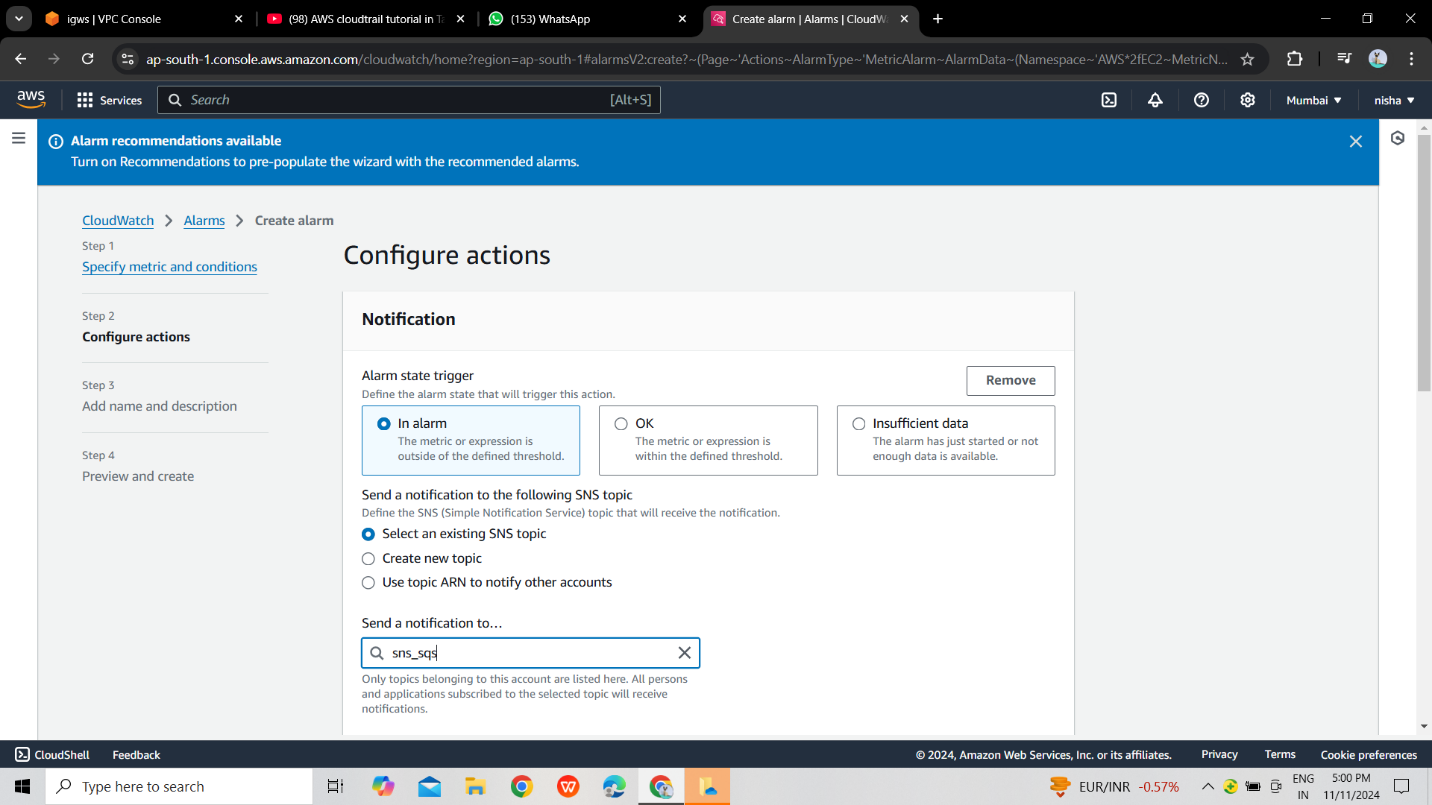 igws | VPC Console
(98) AWS cloudtrail tutorial in Ta
(153) WhatsApp
Create alarm | Alarms | CloudWa
ap-south-1.console.aws.amazon.com/cloudwatch/home?region=ap-south-1#alarmsV2:create?~(Page~'Actions~AlarmType~'MetricAlarm~AlarmData~(Namespace~'AWS*2fEC2~MetricN...
aws
Services
Search
[Alt+S]
Mumbai
nisha
Alarm recommendations available
Turn on Recommendations to pre-populate the wizard with the recommended alarms.
CloudWatch > Alarms > Create alarm
Step 1
Specify metric and conditions
Step 2
Configure actions
Step 3
Add name and description
Step 4
Preview and create
Configure actions
Notification
Alarm state trigger
Define the alarm state that will trigger this action.
Remove
In alarm
The metric or expression is
outside of the defined threshold.
OK
The metric or expression is
within the defined threshold.
Insufficient data
The alarm has just started or not
enough data is available.
Send a notification to the following SNS topic
Define the SNS (Simple Notification Service) topic that will receive the notification.
Select an existing SNS topic
Create new topic
Use topic ARN to notify other accounts
Send a notification to…
sns_sqs
Only topics belonging to this account are listed here. All persons
and applications subscribed to the selected topic will receive
notifications.
CloudShell
Feedback
© 2024, Amazon Web Services, Inc. or its affiliates.
Privacy
Terms
Cookie preferences
Type here to search
EUR/INR -0.57%
ENG
IN
5:00 PM
11/11/2024